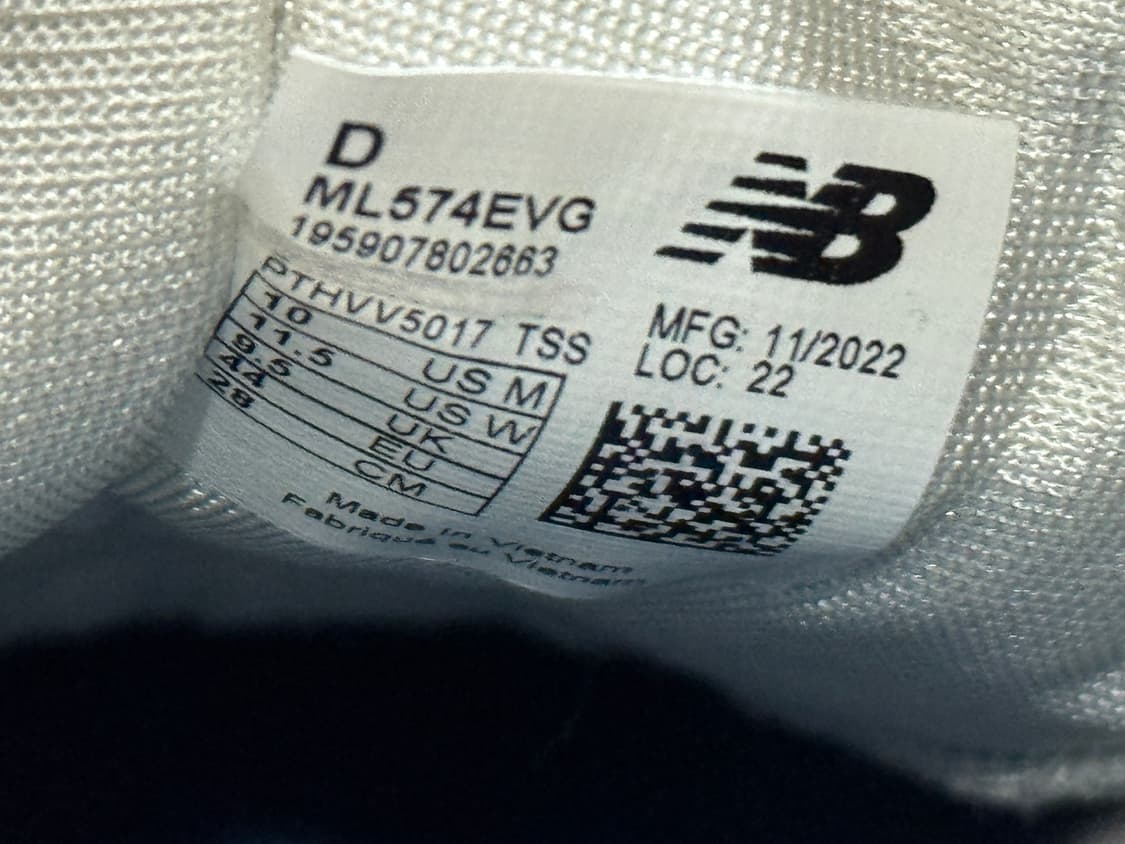 D
ML574EVG
195907802663
PTHVV5017 TSS
10 US M
11.5 US W
9.5 UK
44 EU
28 CM
Made in Vietnam
Fabriqué au Vietnam
NB
MFG: 11/2022
LOC: 22